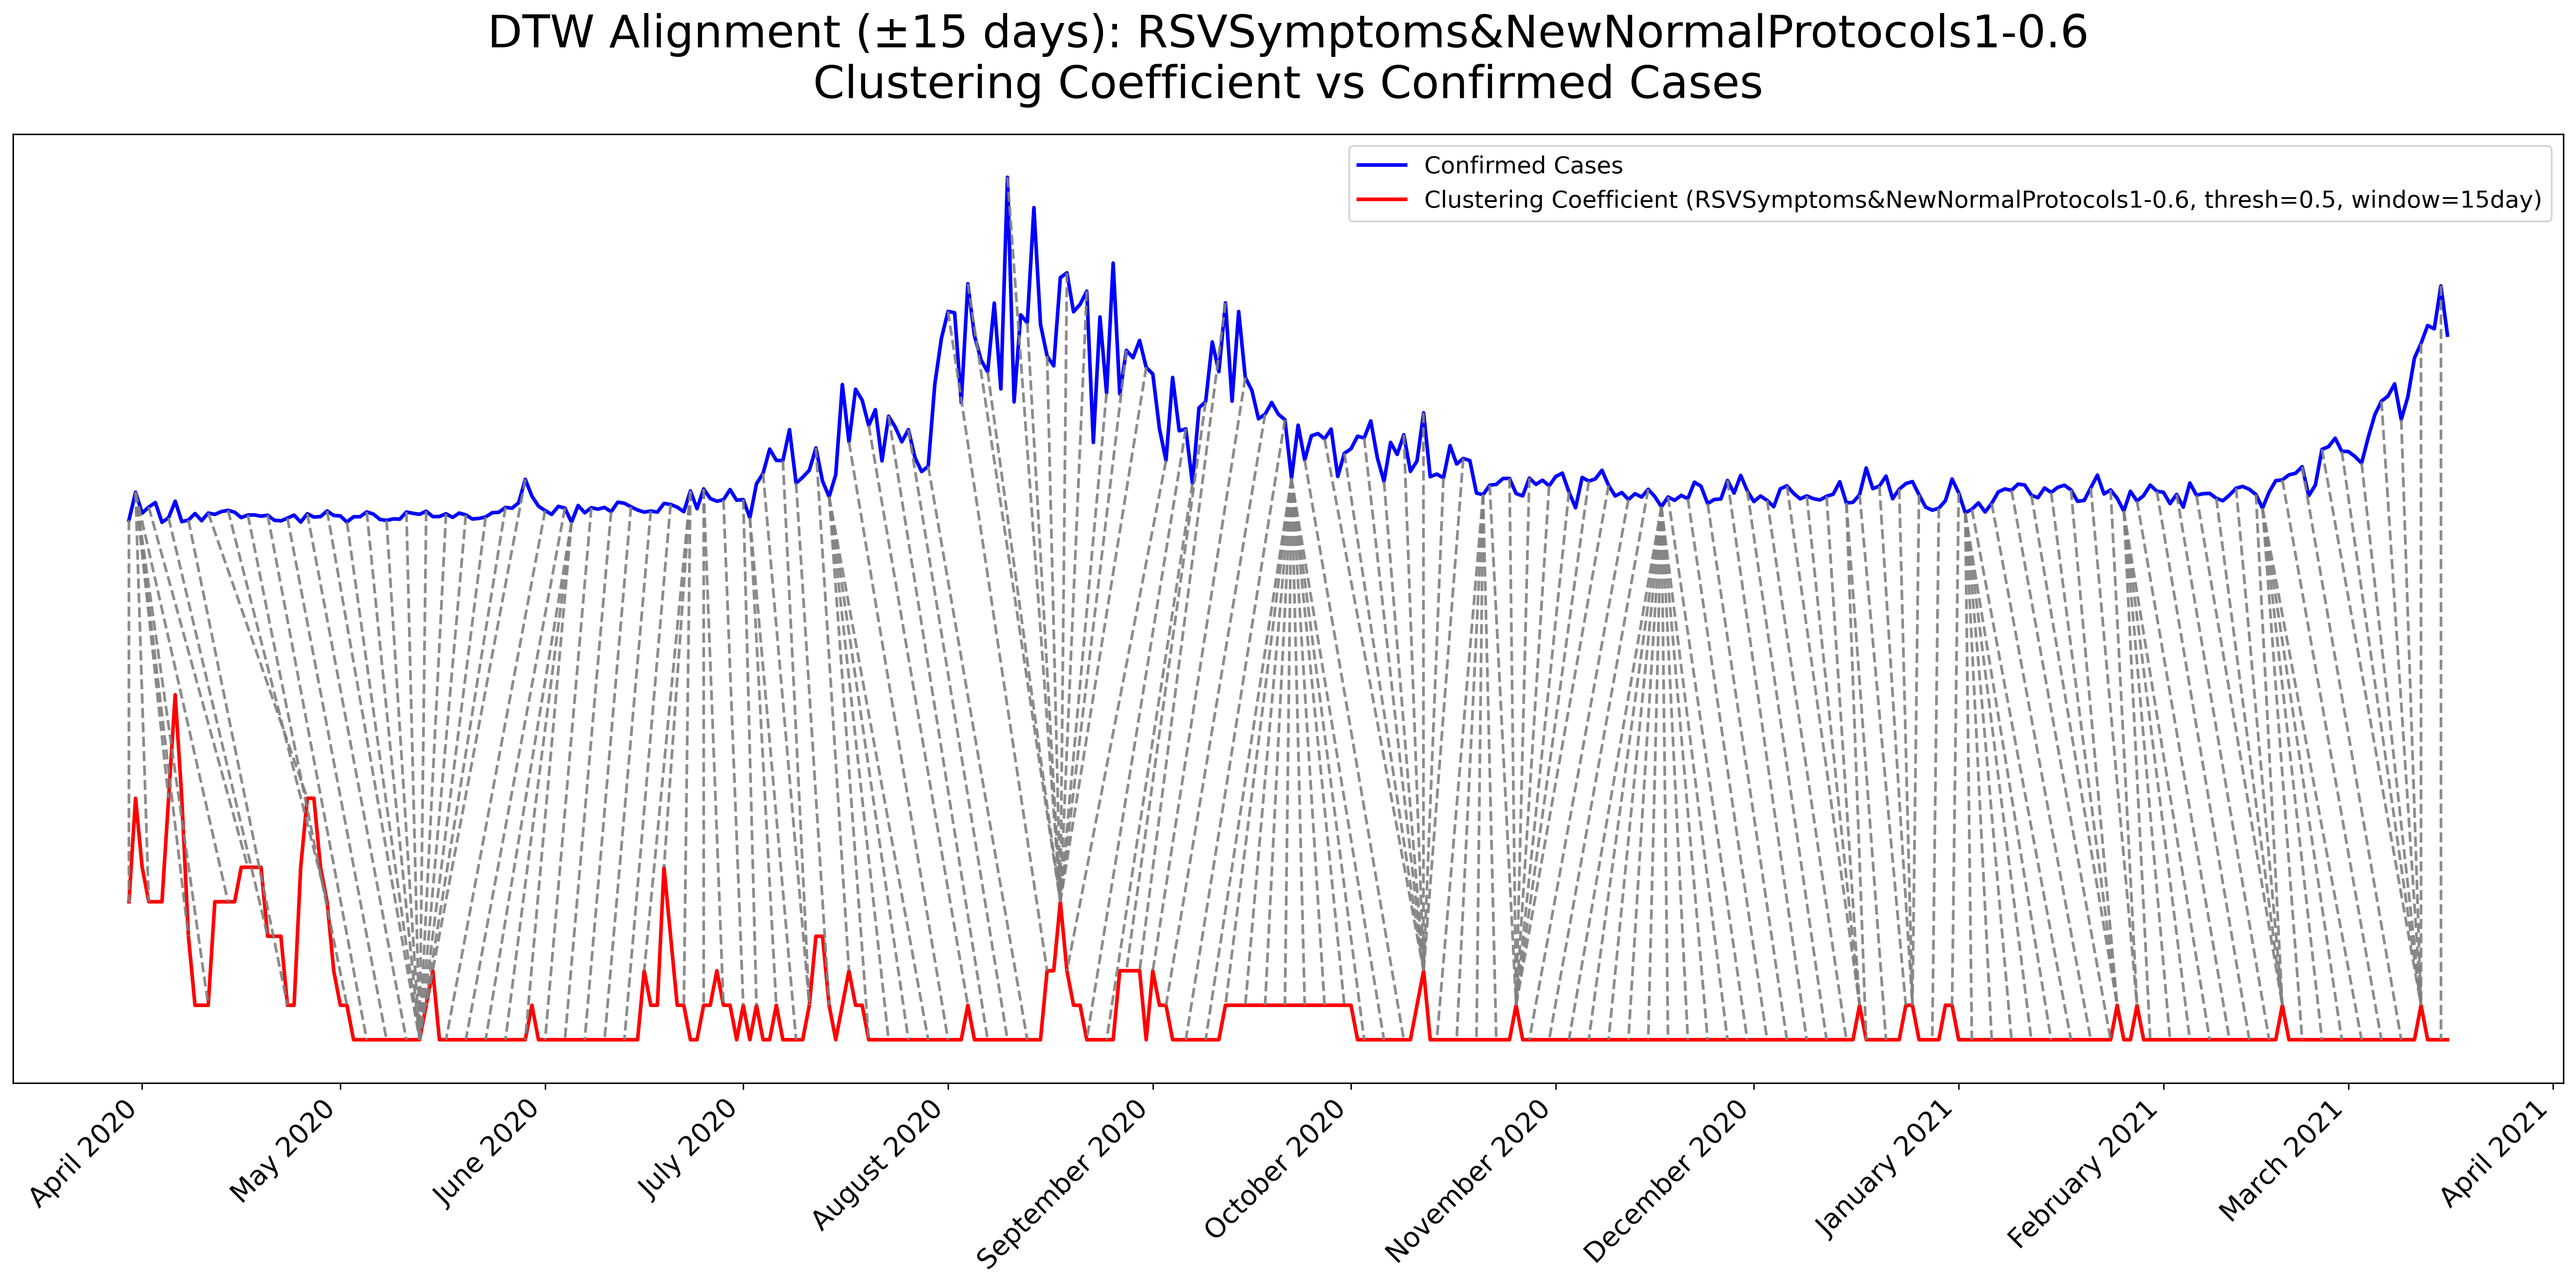 DTW Alignment (±15 days): RSVSymptoms&NewNormalProtocols1-0.6
Clustering Coefficient vs Confirmed Cases
Confirmed Cases
Clustering Coefficient (RSVSymptoms&NewNormalProtocols1-0.6, thresh=0.5, window=15day)
April 2020
May 2020
June 2020
July 2020
August 2020
September 2020
October 2020
November 2020
December 2020
January 2021
February 2021
March 2021
April 2021